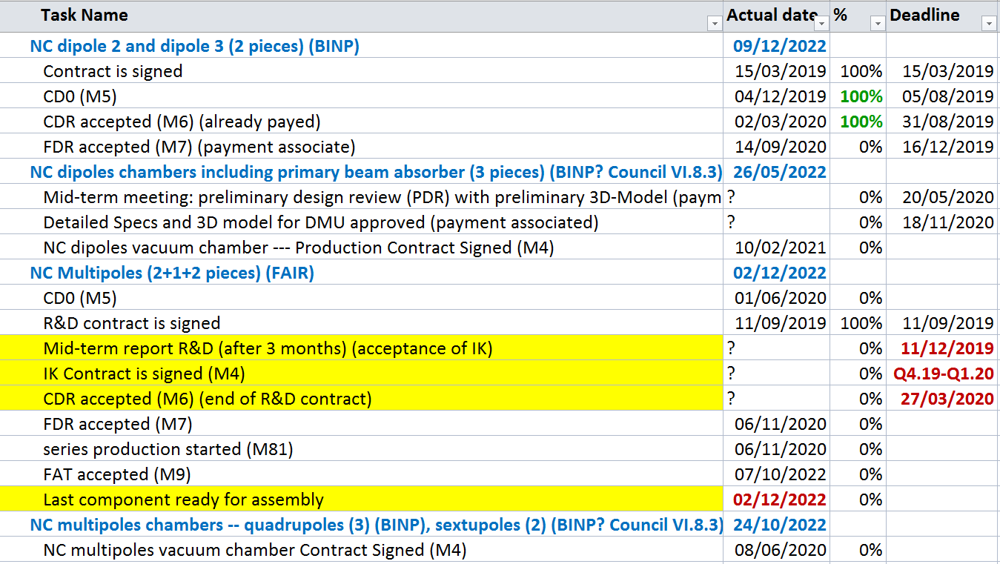 Task Name Actual date % Deadline
NC dipole 2 and dipole 3 (2 pieces) (BINP) 09/12/2022
Contract is signed 15/03/2019 100% 15/03/2019
CD0 (M5) 04/12/2019 100% 05/08/2019
CDR accepted (M6) (already payed) 02/03/2020 100% 31/08/2019
FDR accepted (M7) (payment associate) 14/09/2020 0% 16/12/2019
NC dipoles chambers including primary beam absorber (3 pieces) (BINP? Council VI.8.3) 26/05/2022
Mid-term meeting: preliminary design review (PDR) with preliminary 3D-Model (paym ? 0% 20/05/2020
Detailed Specs and 3D model for DMU approved (payment associated) ? 0% 18/11/2020
NC dipoles vacuum chamber --- Production Contract Signed (M4) 10/02/2021 0%
NC Multipoles (2+1+2 pieces) (FAIR) 02/12/2022
CD0 (M5) 01/06/2020 0%
R&D contract is signed 11/09/2019 100% 11/09/2019
Mid-term report R&D (after 3 months) (acceptance of IK) ? 0% 11/12/2019
IK Contract is signed (M4) ? 0% Q4.19-Q1.20
CDR accepted (M6) (end of R&D contract) ? 0% 27/03/2020
FDR accepted (M7) 06/11/2020 0%
series production started (M81) 06/11/2020 0%
FAT accepted (M9) 07/10/2022 0%
Last component ready for assembly 02/12/2022 0%
NC multipoles chambers -- quadrupoles (3) (BINP), sextupoles (2) (BINP? Council VI.8.3) 24/10/2022
NC multipoles vacuum chamber Contract Signed (M4) 08/06/2020 0%